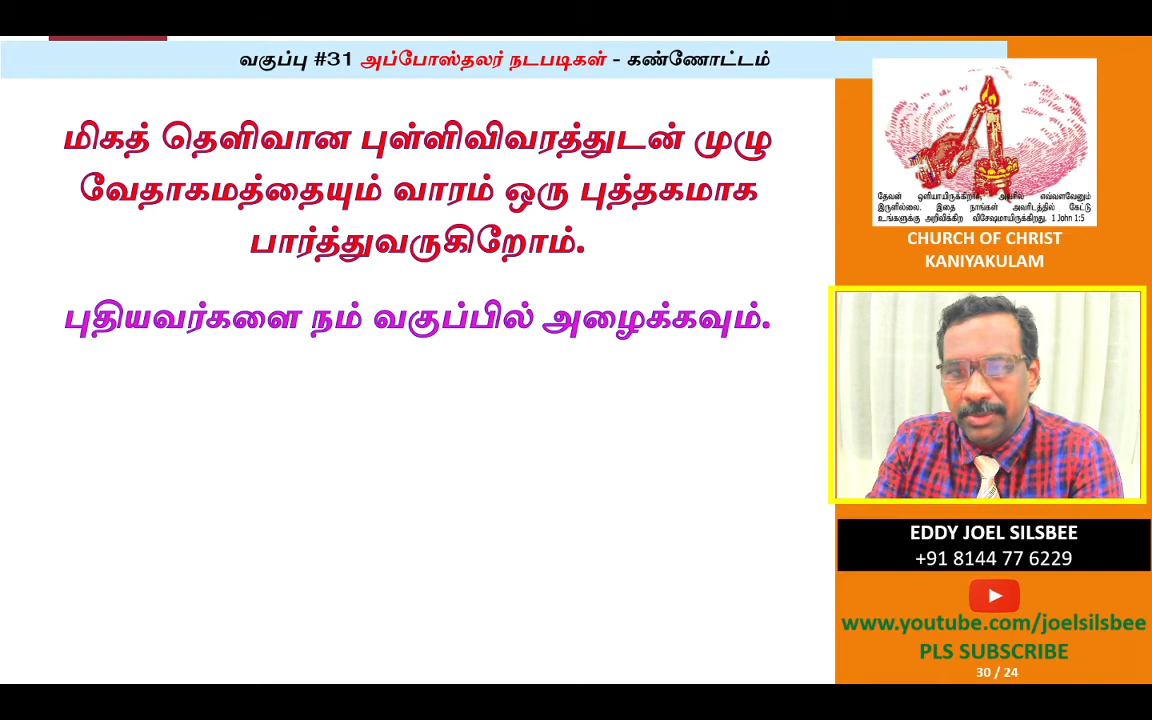 வகுப்பு #31 அப்போஸ்தலர் நடபடிகள் - கண்ணோட்டம்
மிகத் தெளிவான புள்ளிவிவரத்துடன் முழு
வேதாகமத்தையும் வாரம் ஒரு புத்தகமாக
பார்த்துவருகிறோம்.
புதியவர்களை நம் வகுப்பில் அழைக்கவும்.
தேவன் ஒளியாயிருக்கிறார், அவரில் எவ்வளவேனும்
இருளில்லை. இதை நாங்கள் அவரிடத்தில் கேட்டு
உங்களுக்கு அறிவிக்கிற விசேஷமாயிருக்கிறது. 1 John 1:5
CHURCH OF CHRIST
KANIYAKULAM
EDDY JOEL SILSBEE
+91 8144 77 6229
www.youtube.com/joelsilsbee
PLS SUBSCRIBE
30 / 24